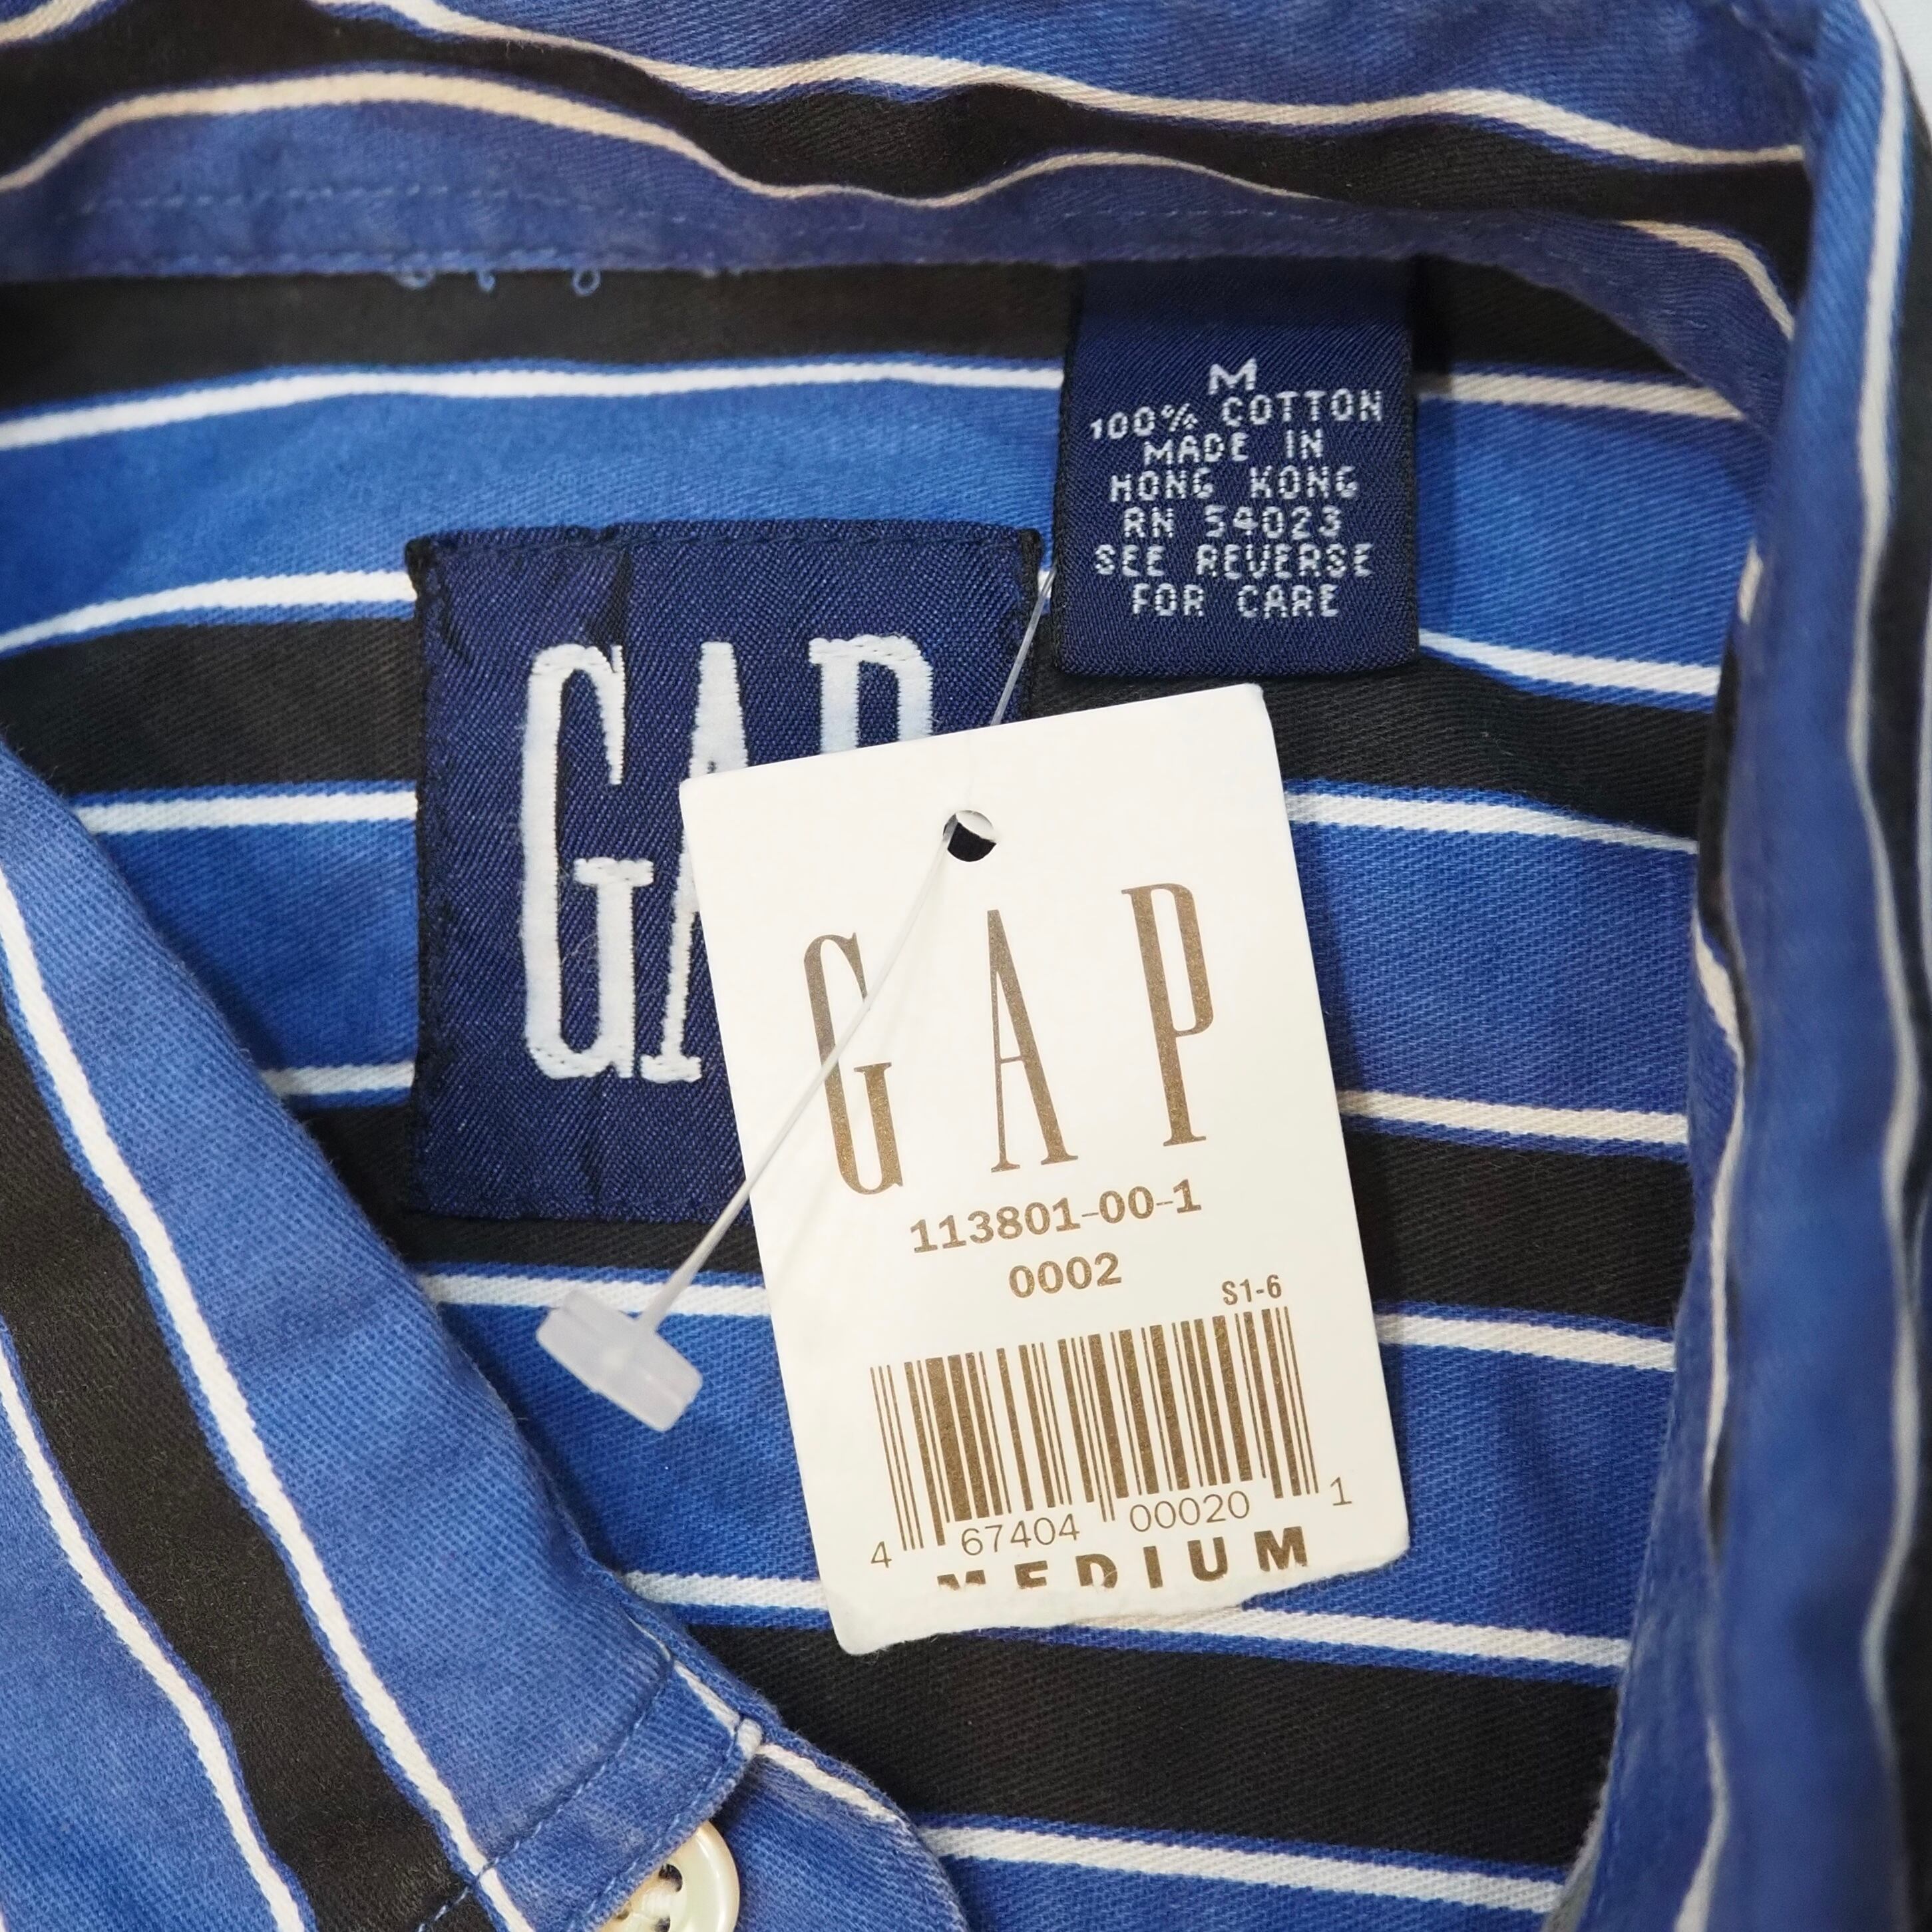 M
100% COTTON
MADE IN
HONG KONG
RN 54023
SEE REVERSE
FOR CARE
GAP
GAP
113801-00-1
0002
S1-6
4 67404 00020 1
MEDIUM